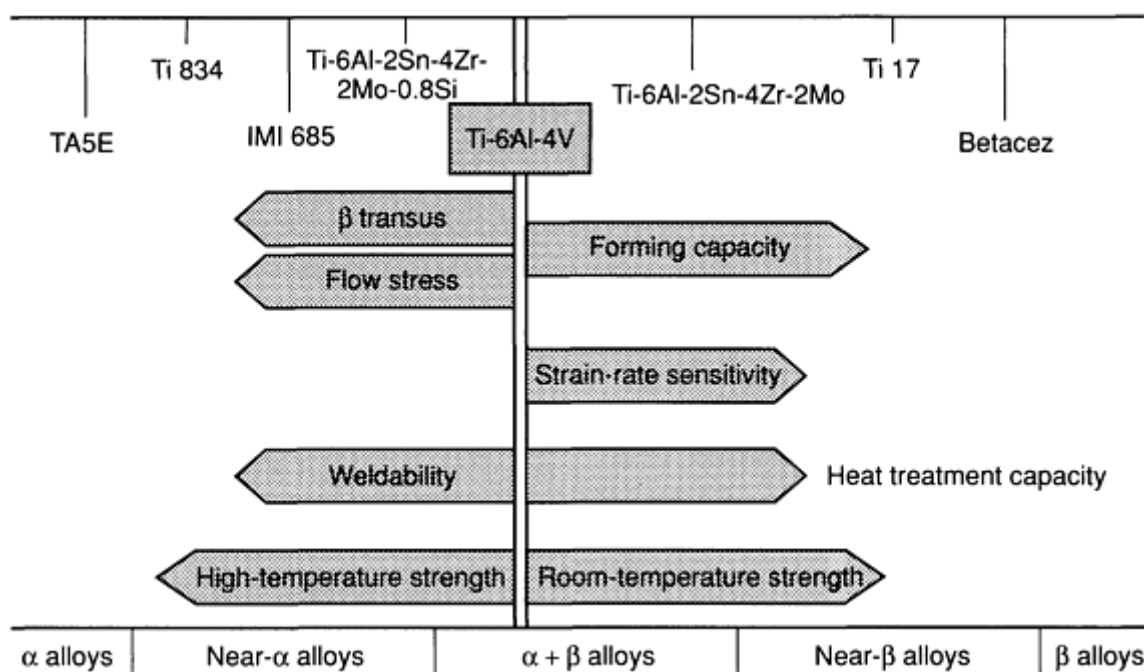 Ti 834
Ti-6Al-2Sn-4Zr-
2Mo-0.8Si
Ti-6Al-2Sn-4Zr-2Mo
Ti 17
TA5E
IMI 685
Ti-6Al-4V
Betacez
β transus
Forming capacity
Flow stress
Strain-rate sensitivity
Weldability
Heat treatment capacity
High-temperature strength
Room-temperature strength
α alloys
Near-α alloys
α + β alloys
Near-β alloys
β alloys